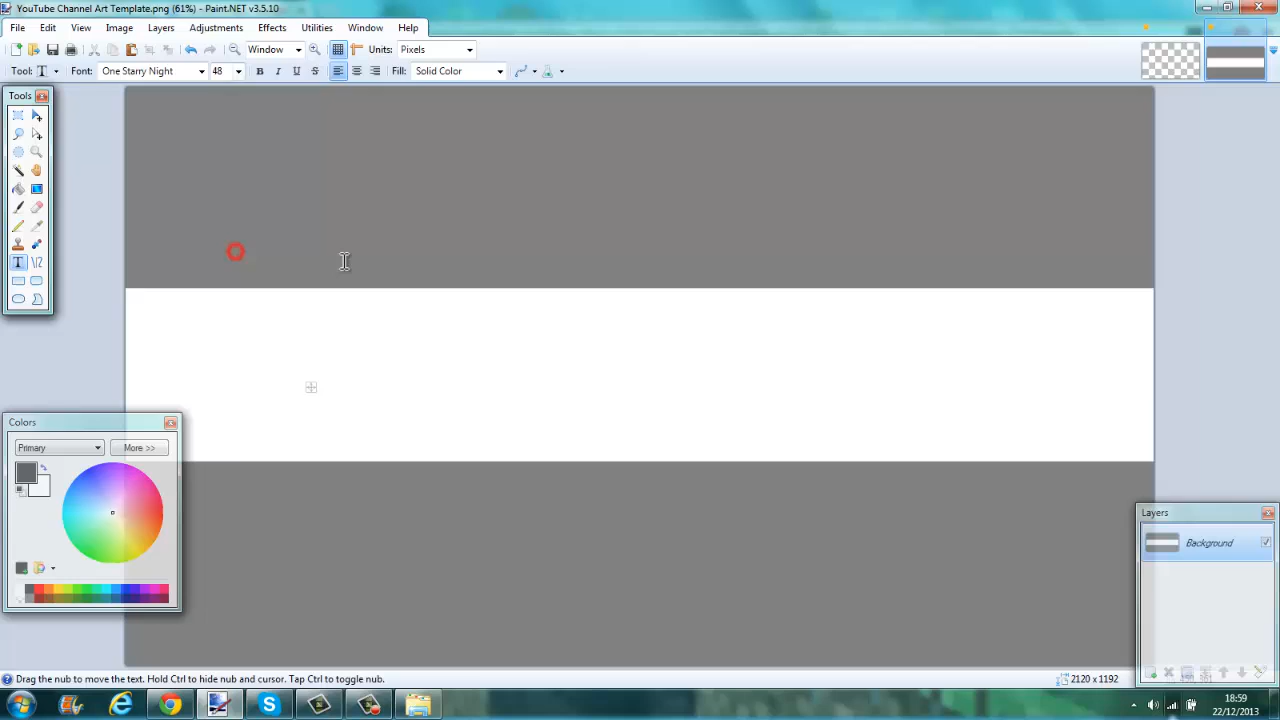 YouTube Channel Art Template.png (61%) - Paint.NET v3.5.10
File Edit View Image Layers Adjustments Effects Utilities Window Help
Window Units: Pixels
Tool: T Font: One Starry Night 48 B I U S Fill: Solid Color
Tools
Colors
Primary More >>
Layers
Background
Drag the nub to move the text. Hold Ctrl to hide nub and cursor. Tap Ctrl to toggle nub.
2120 x 1192
18:59
22/12/2013